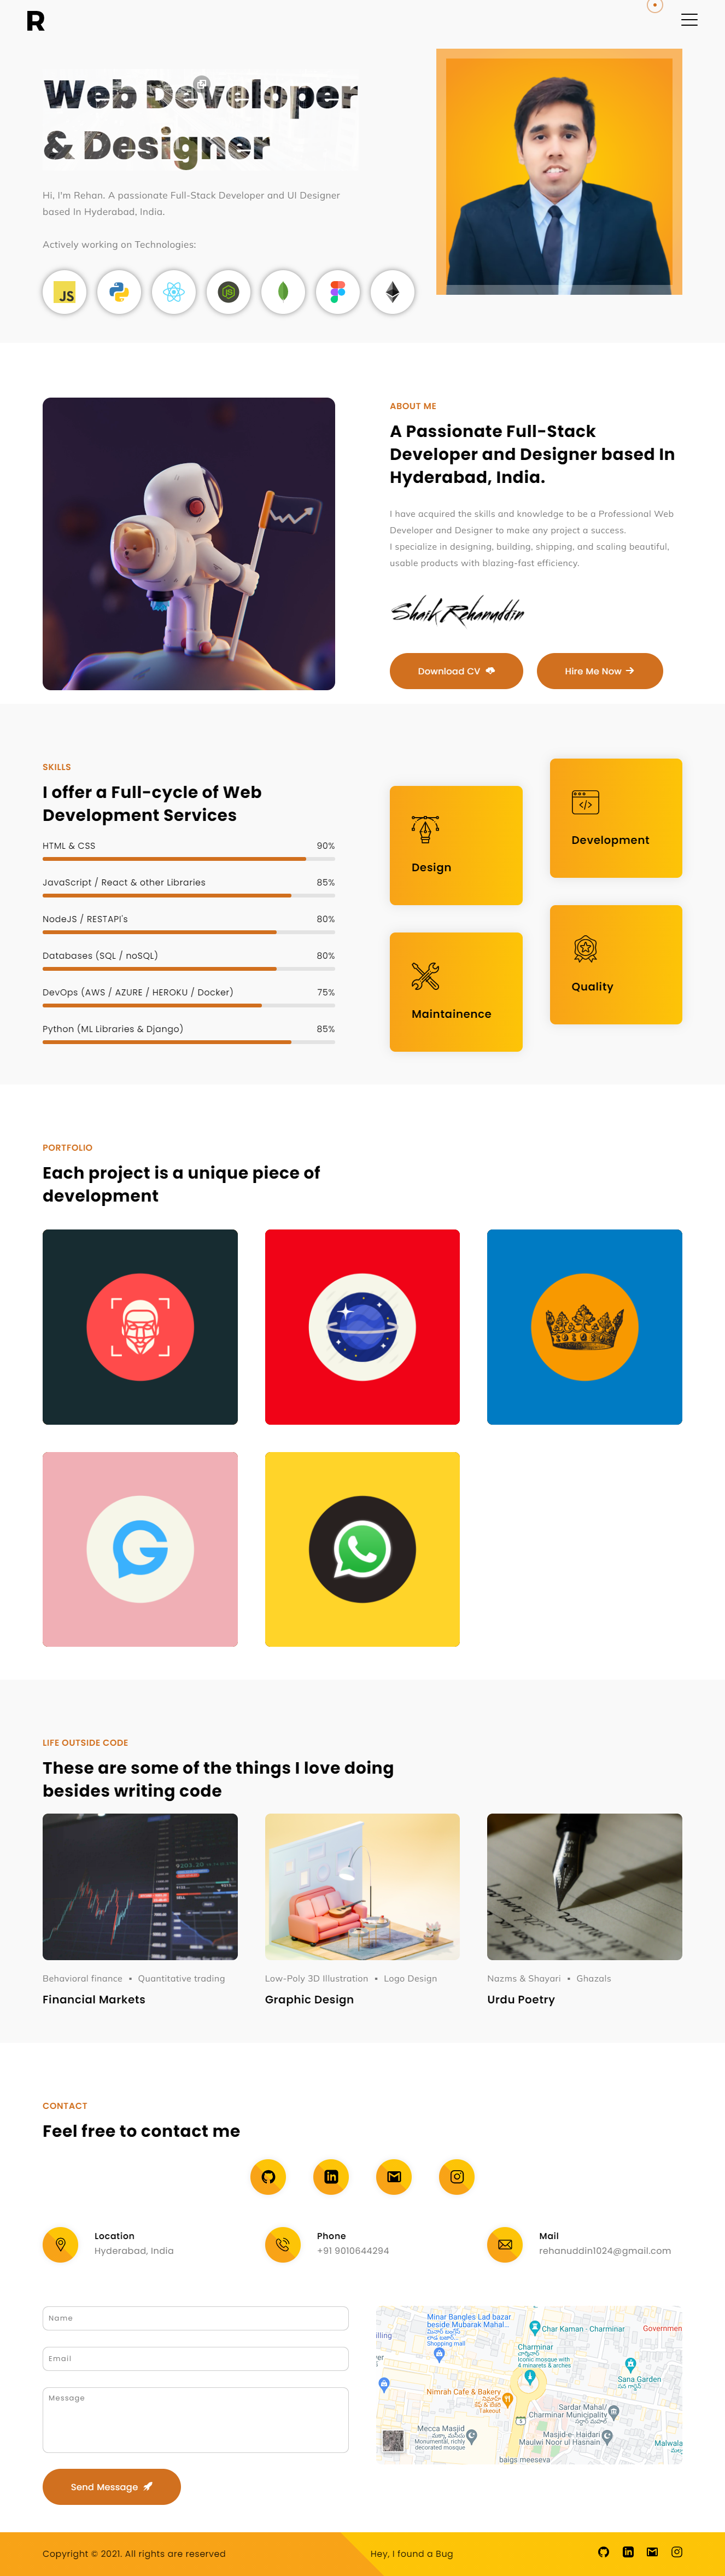 R
Web Developer
& Designer
Hi, I'm Rehan. A passionate Full-Stack Developer and UI Designer
based In Hyderabad, India.
Actively working on Technologies:
JS
ABOUT ME
A Passionate Full-Stack
Developer and Designer based In
Hyderabad, India.
I have acquired the skills and knowledge to be a Professional Web
Developer and Designer to make any project a success.
I specialize in designing, building, shipping, and scaling beautiful,
usable products with blazing-fast efficiency.
Shaik Rehanuddin
Download CV
Hire Me Now
SKILLS
I offer a Full-cycle of Web
Development Services
HTML & CSS 90%
JavaScript / React & other Libraries 85%
NodeJS / RESTAPI's 80%
Databases (SQL / noSQL) 80%
DevOps (AWS / AZURE / HEROKU / Docker) 75%
Python (ML Libraries & Django) 85%
Design
Development
Maintainence
Quality
PORTFOLIO
Each project is a unique piece of
development
LIFE OUTSIDE CODE
These are some of the things I love doing
besides writing code
Behavioral finance • Quantitative trading
Financial Markets
Low-Poly 3D Illustration • Logo Design
Graphic Design
Nazms & Shayari • Ghazals
Urdu Poetry
CONTACT
Feel free to contact me
Location
Hyderabad, India
Phone
+91 9010644294
Mail
rehanuddin1024@gmail.com
Name
Email
Message
Send Message
Minar Bangles Lad bazar
beside Mubarak Mahal...
Shopping mall
Char Kaman - Charminar
Governmen
illing
Charminar
చార్మినార్
Iconic mosque with
4 minarets & arches
Sana Garden
సన గార్డెన్
Nimrah Cafe & Bakery
Takeout
Sardar Mahal/
Charminar Municipality
సర్దార్ మహల్
Mecca Masjid
మక్కా మసీదు
Monumental, richly
decorated mosque
Masjid-e- Haidari
Maulwi Noor ul Hasnain
Malwala
baigs meeseva
Copyright © 2021. All rights are reserved
Hey, I found a Bug